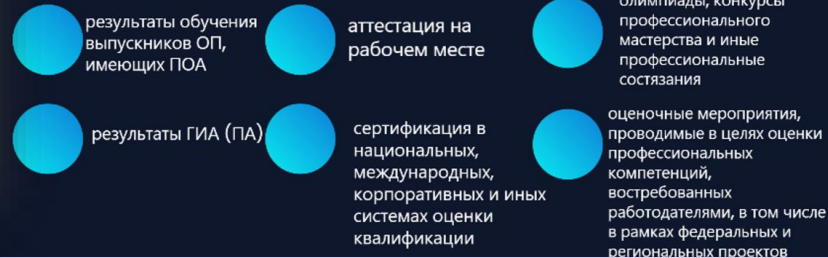 результаты обучения
выпускников ОП,
имеющих ПОА
аттестация на
рабочем месте
олимпиады, конкурсы
профессионального
мастерства и иные
профессиональные
состязания
результаты ГИА (ПА)
сертификация в
национальных,
международных,
корпоративных и иных
системах оценки
квалификации
оценочные мероприятия,
проводимые в целях оценки
профессиональных
компетенций,
востребованных
работодателями, в том числе
в рамках федеральных и
региональных проектов